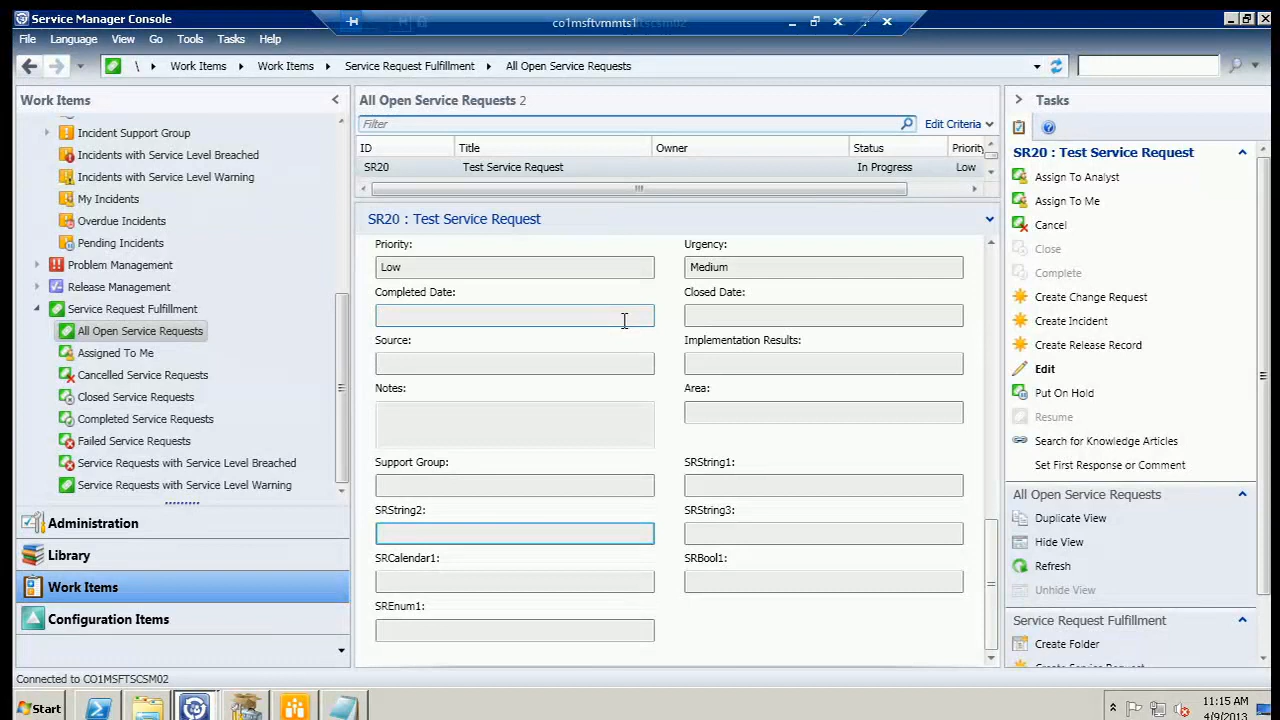 Service Manager Console
co1msftvmmts1
File Language View Go Tools Tasks Help
\ Work Items Work Items Service Request Fulfillment All Open Service Requests
Work Items
Incident Support Group
Incidents with Service Level Breached
Incidents with Service Level Warning
My Incidents
Overdue Incidents
Pending Incidents
Problem Management
Release Management
Service Request Fulfillment
All Open Service Requests
Assigned To Me
Cancelled Service Requests
Closed Service Requests
Completed Service Requests
Failed Service Requests
Service Requests with Service Level Breached
Service Requests with Service Level Warning
Administration
Library
Work Items
Configuration Items
All Open Service Requests 2
Filter
Edit Criteria
ID Title Owner Status Priority
SR20 Test Service Request In Progress Low
SR20 : Test Service Request
Priority: Urgency:
Low Medium
Completed Date: Closed Date:
Source: Implementation Results:
Notes: Area:
Support Group: SRString1:
SRString2: SRString3:
SRCalendar1: SRBool1:
SREnum1:
Tasks
SR20 : Test Service Request
Assign To Analyst
Assign To Me
Cancel
Close
Complete
Create Change Request
Create Incident
Create Release Record
Edit
Put On Hold
Resume
Search for Knowledge Articles
Set First Response or Comment
All Open Service Requests
Duplicate View
Hide View
Refresh
Unhide View
Service Request Fulfillment
Create Folder
Create Service Request
Connected to CO1MSFTSCSM02
Start
11:15 AM
4/9/2013